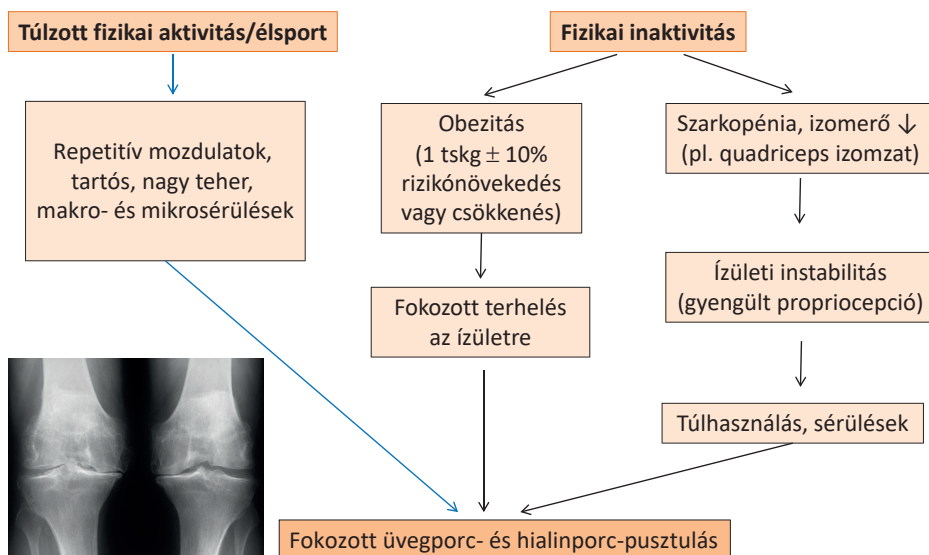 Túlzott fizikai aktivitás/élsport
Repetitív mozdulatok,
tartós, nagy teher,
makro- és mikrosérülések
Fizikai inaktivitás
Obezitás
(1 tskg ± 10%
rizikónövekedés
vagy csökkenés)
Fokozott terhelés
az ízületre
Szarkopénia, izomerő ↓
(pl. quadriceps izomzat)
Ízületi instabilitás
(gyengült propriocepció)
Túlhasználás, sérülések
Fokozott üvegporc- és hialinporc-pusztulás